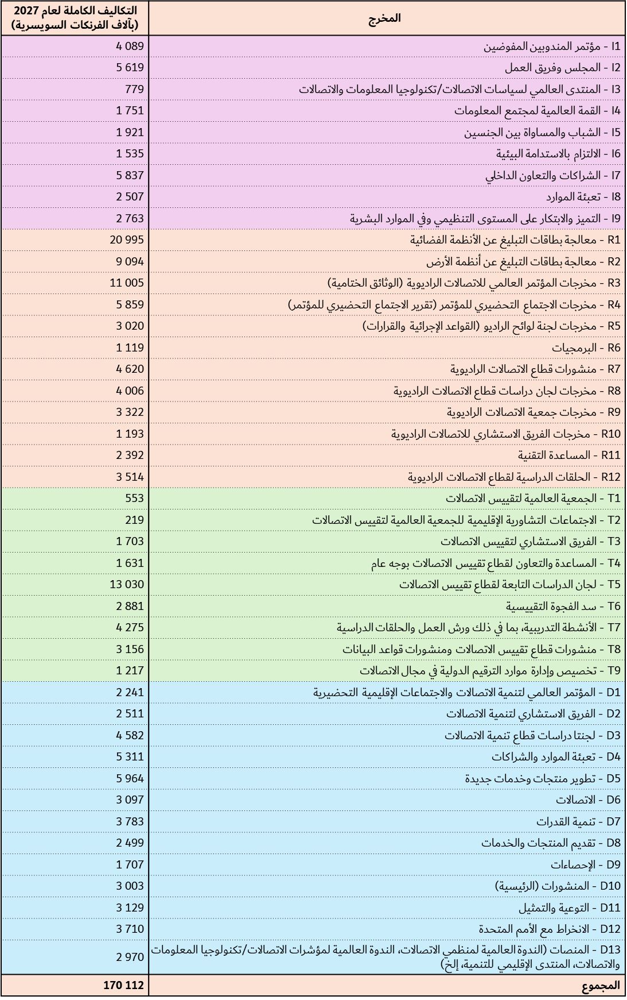 المخرج التكاليف الكاملة لعام 2027
(بآلاف الفرنكات السويسرية)
I1 - مؤتمر المندوبين المفوضين 4 089
I2 - المجلس وفريق العمل 5 619
I3 - المنتدى العالمي لسياسات الاتصالات/تكنولوجيا المعلومات والاتصالات 779
I4 - القمة العالمية لمجتمع المعلومات 1 751
I5 - الشباب والمساواة بين الجنسين 1 921
I6 - الالتزام بالاستدامة البيئية 1 535
I7 - الشراكات والتعاون الداخلي 5 837
I8 - تعبئة الموارد 2 507
I9 - التميز والابتكار على المستوى التنظيمي وفي الموارد البشرية 2 763
R1 - معالجة بطاقات التبليغ عن الأنظمة الفضائية 20 995
R2 - معالجة بطاقات التبليغ عن أنظمة الأرض 9 094
R3 - مخرجات المؤتمر العالمي للاتصالات الراديوية (الوثائق الختامية) 11 005
R4 - مخرجات الاجتماع التحضيري للمؤتمر (تقرير الاجتماع التحضيري للمؤتمر) 5 859
R5 - مخرجات لجنة لوائح الراديو (القواعد الإجرائية والقرارات) 3 020
R6 - البرمجيات 1 119
R7 - منشورات قطاع الاتصالات الراديوية 4 620
R8 - مخرجات لجان دراسات قطاع الاتصالات الراديوية 4 006
R9 - مخرجات جمعية الاتصالات الراديوية 3 322
R10 - مخرجات الفريق الاستشاري للاتصالات الراديوية 1 193
R11 - المساعدة التقنية 2 392
R12 - الحلقات الدراسية لقطاع الاتصالات الراديوية 3 514
T1 - الجمعية العالمية لتقييس الاتصالات 553
T2 - الاجتماعات التشاورية الإقليمية للجمعية العالمية لتقييس الاتصالات 219
T3 - الفريق الاستشاري لتقييس الاتصالات 1 703
T4 - المساعدة والتعاون لقطاع تقييس الاتصالات بوجه عام 1 631
T5 - لجان الدراسات التابعة لقطاع تقييس الاتصالات 13 030
T6 - سد الفجوة التقييسية 2 881
T7 - الأنشطة التدريبية، بما في ذلك ورش العمل والحلقات الدراسية 4 275
T8 - منشورات قطاع تقييس الاتصالات ومنشورات قواعد البيانات 3 156
T9 - تخصيص وإدارة موارد الترقيم الدولية في مجال الاتصالات 1 217
D1 - المؤتمر العالمي لتنمية الاتصالات والاجتماعات الإقليمية التحضيرية 2 241
D2 - الفريق الاستشاري لتنمية الاتصالات 2 511
D3 - لجنتا دراسات قطاع تنمية الاتصالات 4 582
D4 - تعبئة الموارد والشراكات 5 311
D5 - تطوير منتجات وخدمات جديدة 5 964
D6 - الاتصالات 3 097
D7 - تنمية القدرات 3 783
D8 - تقديم المنتجات والخدمات 2 499
D9 - الإحصاءات 1 707
D10 - المنشورات (الرئيسية) 3 003
D11 - التوعية والتمثيل 3 129
D12 - الانخراط مع الأمم المتحدة 3 710
D13 - المنصات (الندوة العالمية لمنظمي الاتصالات، الندوة العالمية لمؤشرات الاتصالات/تكنولوجيا المعلومات
والاتصالات، المنتدى الإقليمي للتنمية، إلخ) 2 970
المجموع 170 112